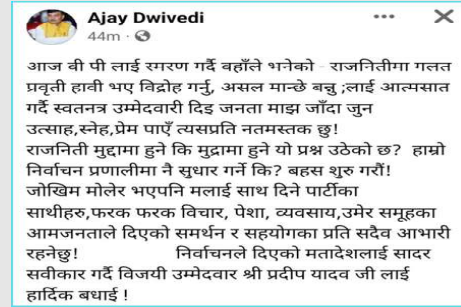 Ajay Dwivedi
44m
आज बी पी लाई स्मरण गर्दै वहाँले भनेको - राजनितीमा गलत
प्रवृती हावी भए विद्रोह गर्नु, असल मान्छे बन्नु ;लाई आत्मसात
गर्दै स्वतनत्र उम्मेदवारी दिइ जनता माझ जाँदा जुन
उत्साह,स्नेह,प्रेम पाएँ त्यसप्रति नतमस्तक छु!
राजनिती मुद्दामा हुने कि मुद्रामा हुने यो प्रश्न उठेको छ? हाम्रो
निर्वाचन प्रणालीमा नै सुधार गर्ने कि? बहस शुरु गरौं!
जोखिम मोलेर भएपनि मलाई साथ दिने पार्टीका
साथीहरु,फरक फरक विचार, पेशा, व्यवसाय,उमेर समूहका
आमजनताले दिएको समर्थन र सहयोगका प्रति सदैव आभारी
रहनेछु! निर्वाचनले दिएको मतादेशलाई सादर
सवीकार गर्दै विजयी उम्मेदवार श्री प्रदीप यादव जी लाई
हार्दिक बधाई !